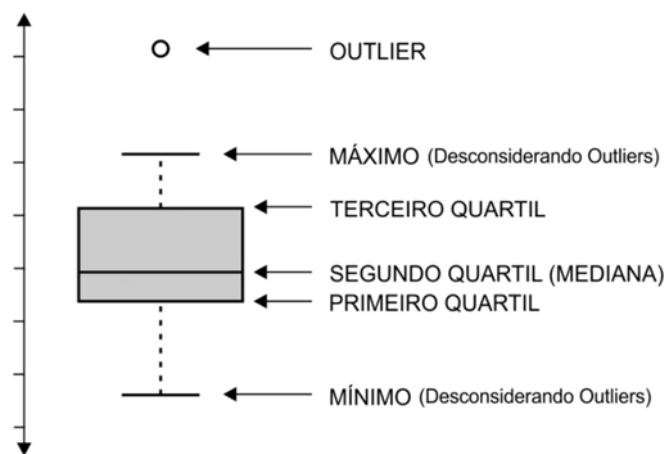 OUTLIER
MÁXIMO (Desconsiderando Outliers)
TERCEIRO QUARTIL
SEGUNDO QUARTIL (MEDIANA)
PRIMEIRO QUARTIL
MÍNIMO (Desconsiderando Outliers)